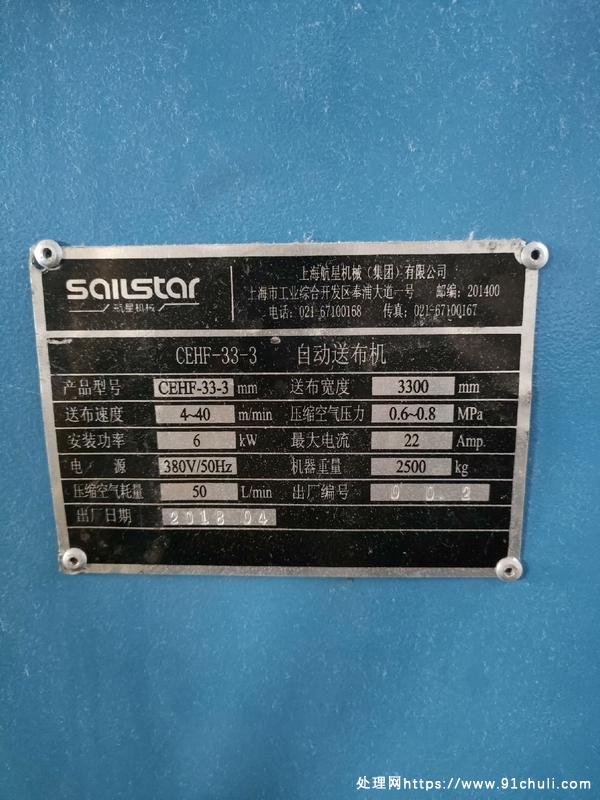 sailstar
航星机械
上海航星机械(集团)有限公司
上海市工业综合开发区奉浦大道一号 邮编: 201400
电话: 021-67100168 传真: 021-67100167
CEHF-33-3 自动送布机
产品型号 CEHF-33-3 mm 送布宽度 3300 mm
送布速度 4~40 m/min 压缩空气压力 0.6~0.8 MPa
安装功率 6 kW 最大电流 22 Amp.
电 源 380V/50Hz 机器重量 2500 kg
压缩空气耗量 50 L/min 出厂编号
出厂日期 2018 04
处理网https://www.91chuli.com